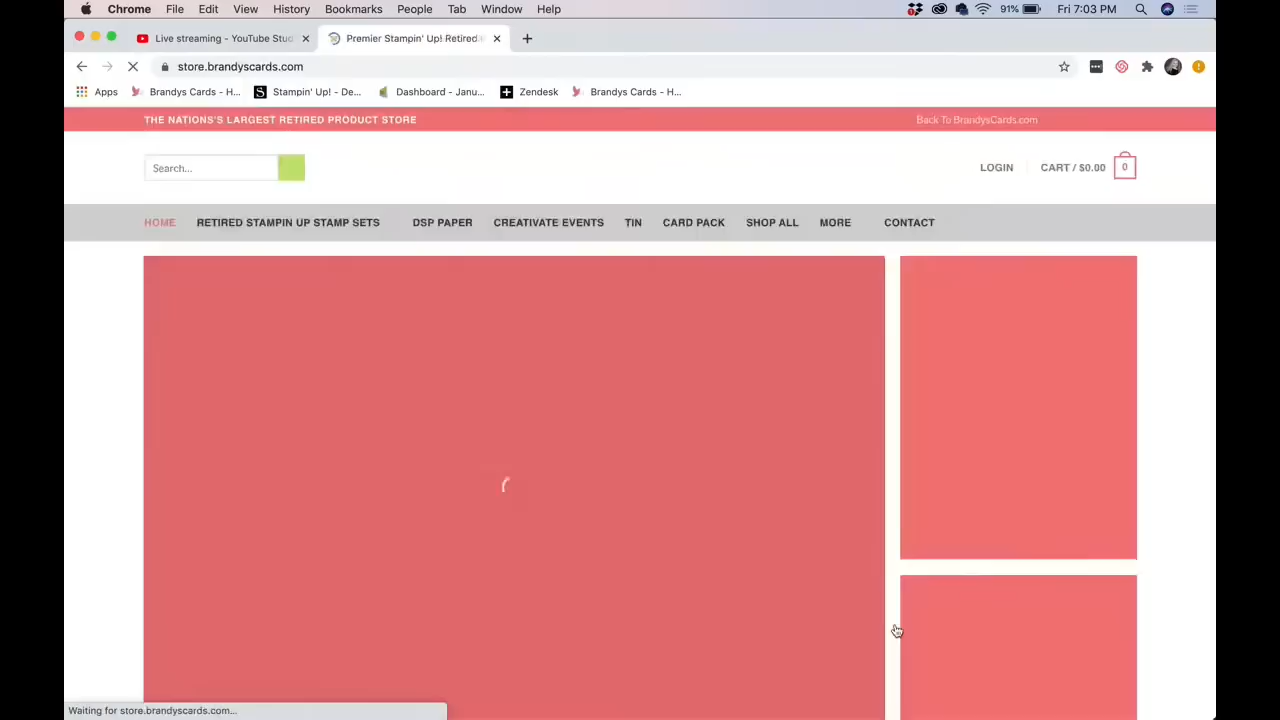 Chrome File Edit View History Bookmarks People Tab Window Help 91% Fri 7:03 PM
Live streaming - YouTube Stud Premier Stampin' Up! Retired
store.brandyscards.com
Apps Brandys Cards - H... Stampin' Up! - De... Dashboard - Janu... Zendesk Brandys Cards - H...
THE NATIONS'S LARGEST RETIRED PRODUCT STORE Back To BrandysCards.com
Search... LOGIN CART / $0.00 0
HOME RETIRED STAMPIN UP STAMP SETS DSP PAPER CREATIVATE EVENTS TIN CARD PACK SHOP ALL MORE CONTACT
Waiting for store.brandyscards.com...